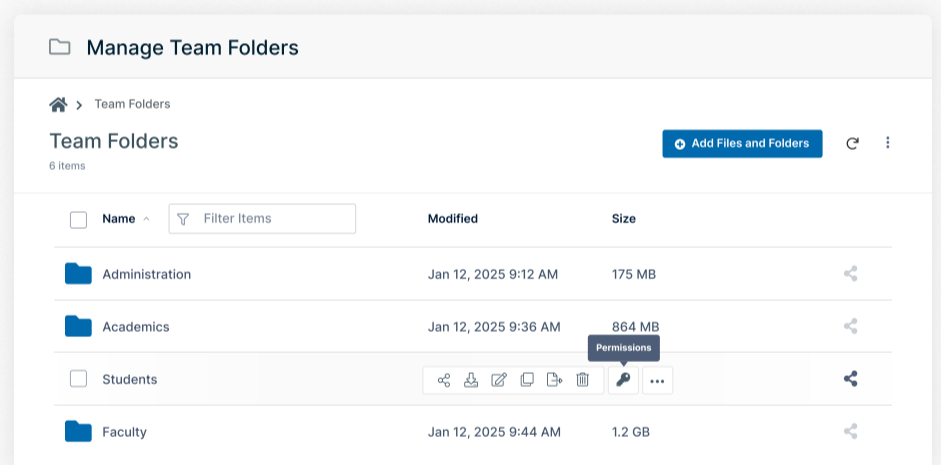 Manage Team Folders
Team Folders
Team Folders
6 items
Add Files and Folders
Name
Filter Items
Modified
Size
Administration
Jan 12, 2025 9:12 AM
175 MB
Academics
Jan 12, 2025 9:36 AM
864 MB
Permissions
Students
Faculty
Jan 12, 2025 9:44 AM
1.2 GB